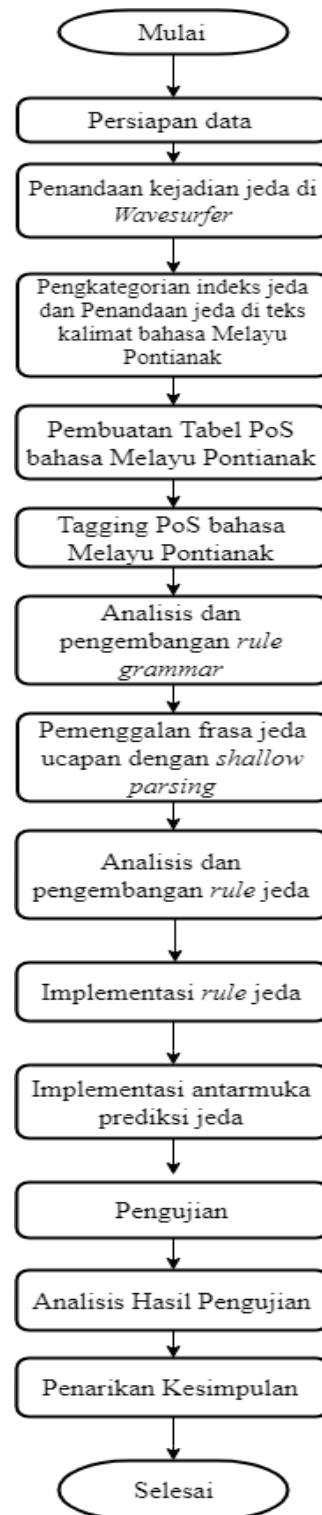 Mulai
Persiapan data
Penandaan kejadian jeda di
Wavesurfer
Pengkategorian indeks jeda
dan Penandaan jeda di teks
kalimat bahasa Melayu
Pontianak
Pembuatan Tabel PoS
bahasa Melayu Pontianak
Tagging PoS bahasa
Melayu Pontianak
Analisis dan
pengembangan rule
grammar
Pemenggalan frasa jeda
ucapan dengan shallow
parsing
Analisis dan
pengembangan rule jeda
Implementasi rule jeda
Implementasi antarmuka
prediksi jeda
Pengujian
Analisis Hasil Pengujian
Penarikan Kesimpulan
Selesai